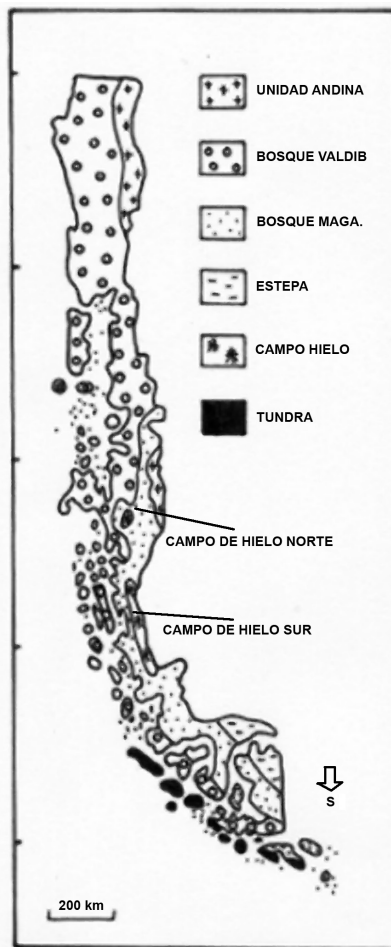 UNIDAD ANDINA
BOSQUE VALDIB
BOSQUE MAGA.
ESTEPA
CAMPO HIELO
TUNDRA
CAMPO DE HIELO NORTE
CAMPO DE HIELO SUR
S
200 km